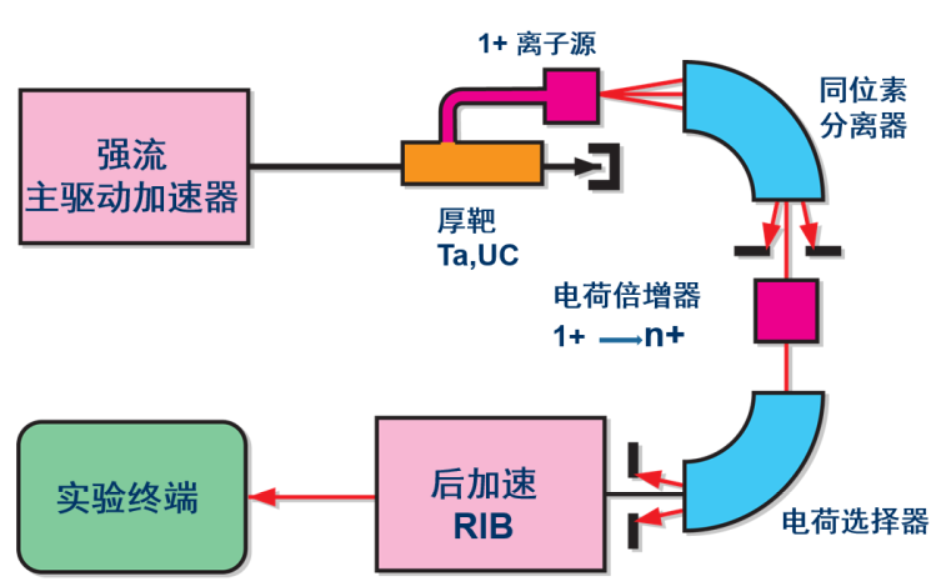 1+ 离子源
同位素
分离器
强流
主驱动加速器
厚靶
Ta,UC
电荷倍增器
1+ → n+
后加速
RIB
实验终端
电荷选择器